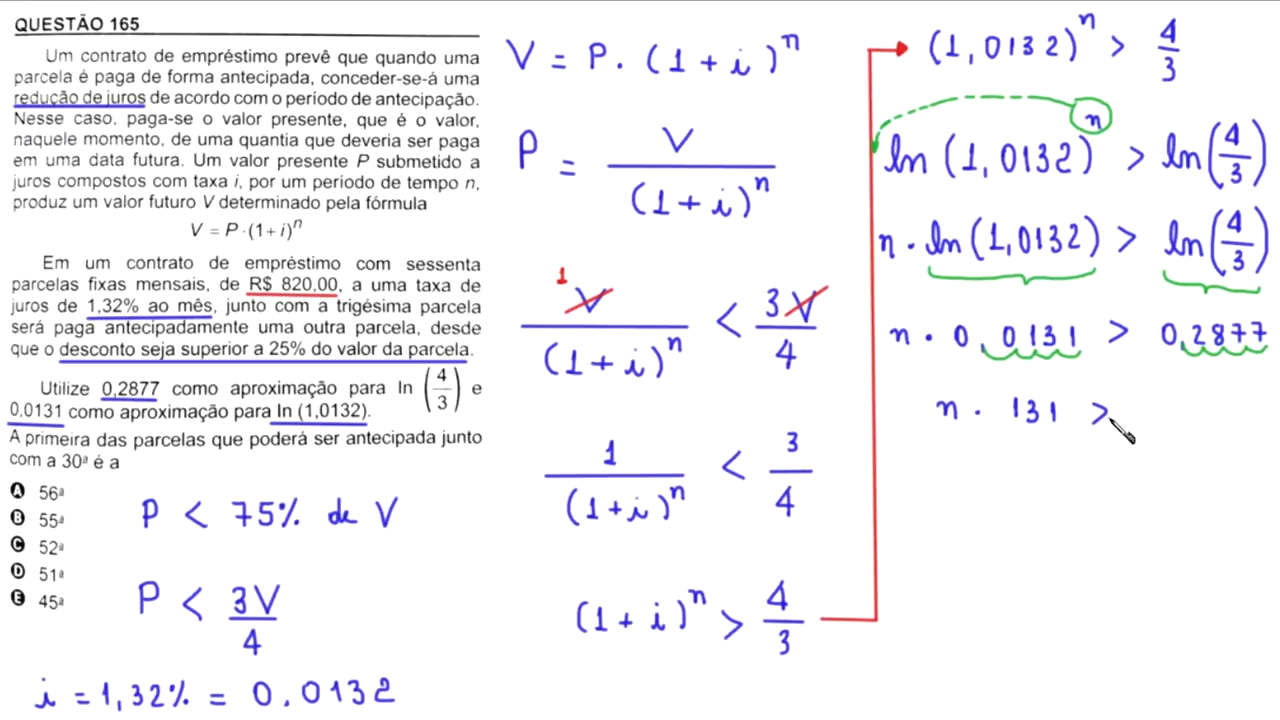 QUESTÃO 165
Um contrato de empréstimo prevê que quando uma
parcela é paga de forma antecipada, conceder-se-á uma
redução de juros de acordo com o período de antecipação.
Nesse caso, paga-se o valor presente, que é o valor,
naquele momento, de uma quantia que deveria ser paga
em uma data futura. Um valor presente P submetido a
juros compostos com taxa i, por um período de tempo n,
produz um valor futuro V determinado pela fórmula
V = P·(1+i)^n
Em um contrato de empréstimo com sessenta
parcelas fixas mensais, de R$ 820,00, a uma taxa de
juros de 1,32% ao mês, junto com a trigésima parcela
será paga antecipadamente uma outra parcela, desde
que o desconto seja superior a 25% do valor da parcela.
Utilize 0,2877 como aproximação para ln (4/3) e
0,0131 como aproximação para ln (1,0132).
A primeira das parcelas que poderá ser antecipada junto
com a 30ª é a
A 56ª
B 55ª
C 52ª
D 51ª
E 45ª
P < 75% de V
P < 3V/4
i = 1,32% = 0,0132
V = P. (1+i)^n
P = V/(1+i)^n
1
V/(1+i)^n < 3V/4
1/(1+i)^n < 3/4
(1+i)^n > 4/3
(1,0132)^n > 4/3
ln (1,0132)^n > ln(4/3)
n . ln(1,0132) > ln(4/3)
n . 0,0131 > 0,2877
n . 131 >